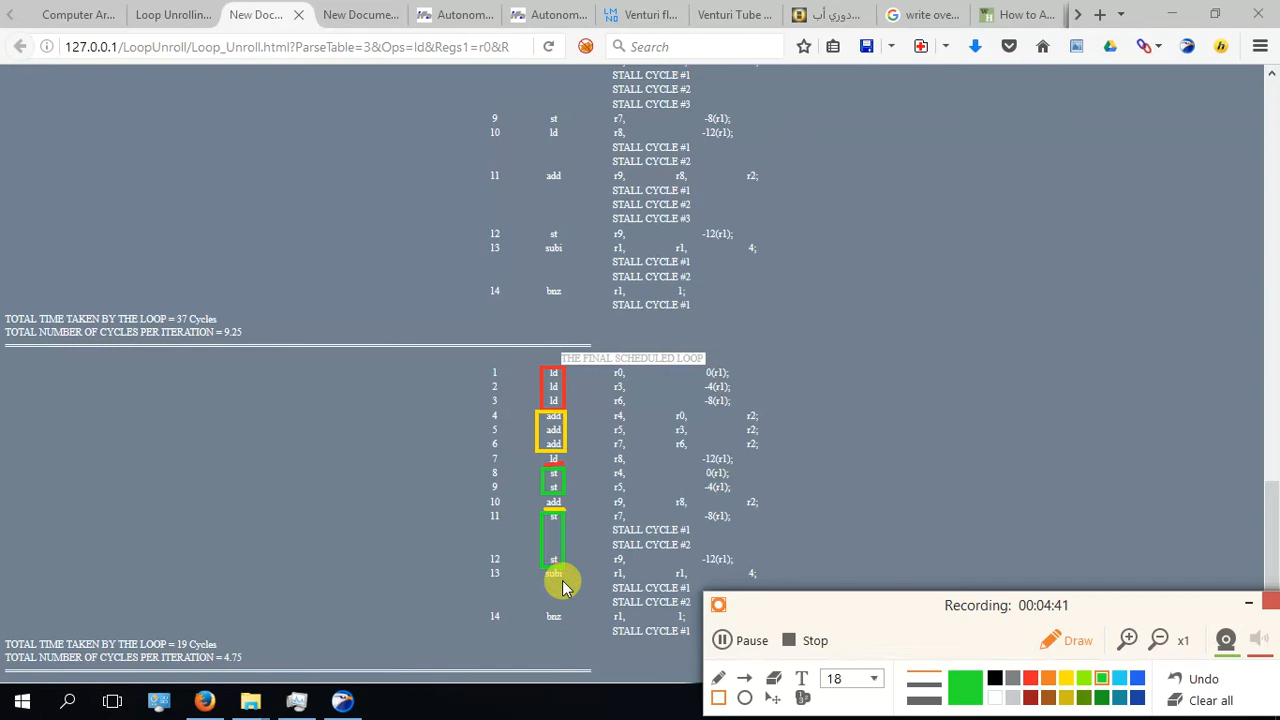 Computer Ar... Loop Unrolling... New Doc... New Docume... Autonom... Autonom... Venturi fl... Venturi Tube ... دوري أب... write ove... How to A...
127.0.0.1/LoopUnroll/Loop_Unroll.html?ParseTable=3&Ops=ld&Regs1=r0&R Search
STALL CYCLE #1
STALL CYCLE #2
STALL CYCLE #3
9 st r7, -8(r1);
10 ld r8, -12(r1);
STALL CYCLE #1
STALL CYCLE #2
11 add r9, r8, r2;
STALL CYCLE #1
STALL CYCLE #2
STALL CYCLE #3
12 st r9, -12(r1);
13 subi r1, r1, 4;
STALL CYCLE #1
STALL CYCLE #2
14 bnz r1, 1;
STALL CYCLE #1
TOTAL TIME TAKEN BY THE LOOP = 37 Cycles
TOTAL NUMBER OF CYCLES PER ITERATION = 9.25
THE FINAL SCHEDULED LOOP
1 ld r0, 0(r1);
2 ld r3, -4(r1);
3 ld r6, -8(r1);
4 add r4, r0, r2;
5 add r5, r3, r2;
6 add r7, r6, r2;
7 ld r8, -12(r1);
8 st r4, 0(r1);
9 st r5, -4(r1);
10 add r9, r8, r2;
11 st r7, -8(r1);
STALL CYCLE #1
STALL CYCLE #2
12 st r9, -12(r1);
13 subi r1, r1, 4;
STALL CYCLE #1
STALL CYCLE #2
14 bnz r1, 1;
STALL CYCLE #1
TOTAL TIME TAKEN BY THE LOOP = 19 Cycles
TOTAL NUMBER OF CYCLES PER ITERATION = 4.75
Recording: 00:04:41
Pause Stop Draw x1
T 18 Undo
Clear all